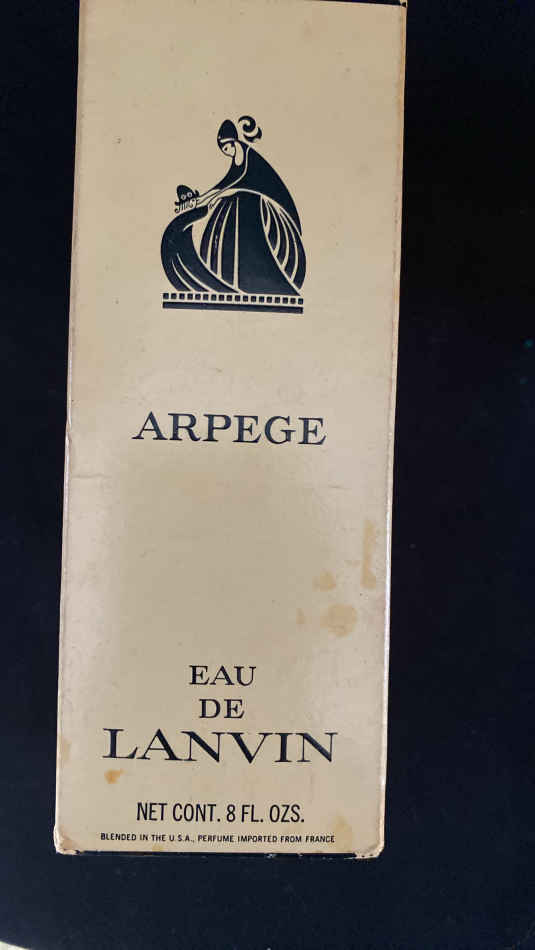 ARPEGE
EAU
DE
LANVIN
NET CONT. 8 FL. OZS.
BLENDED IN THE U.S.A., PERFUME IMPORTED FROM FRANCE